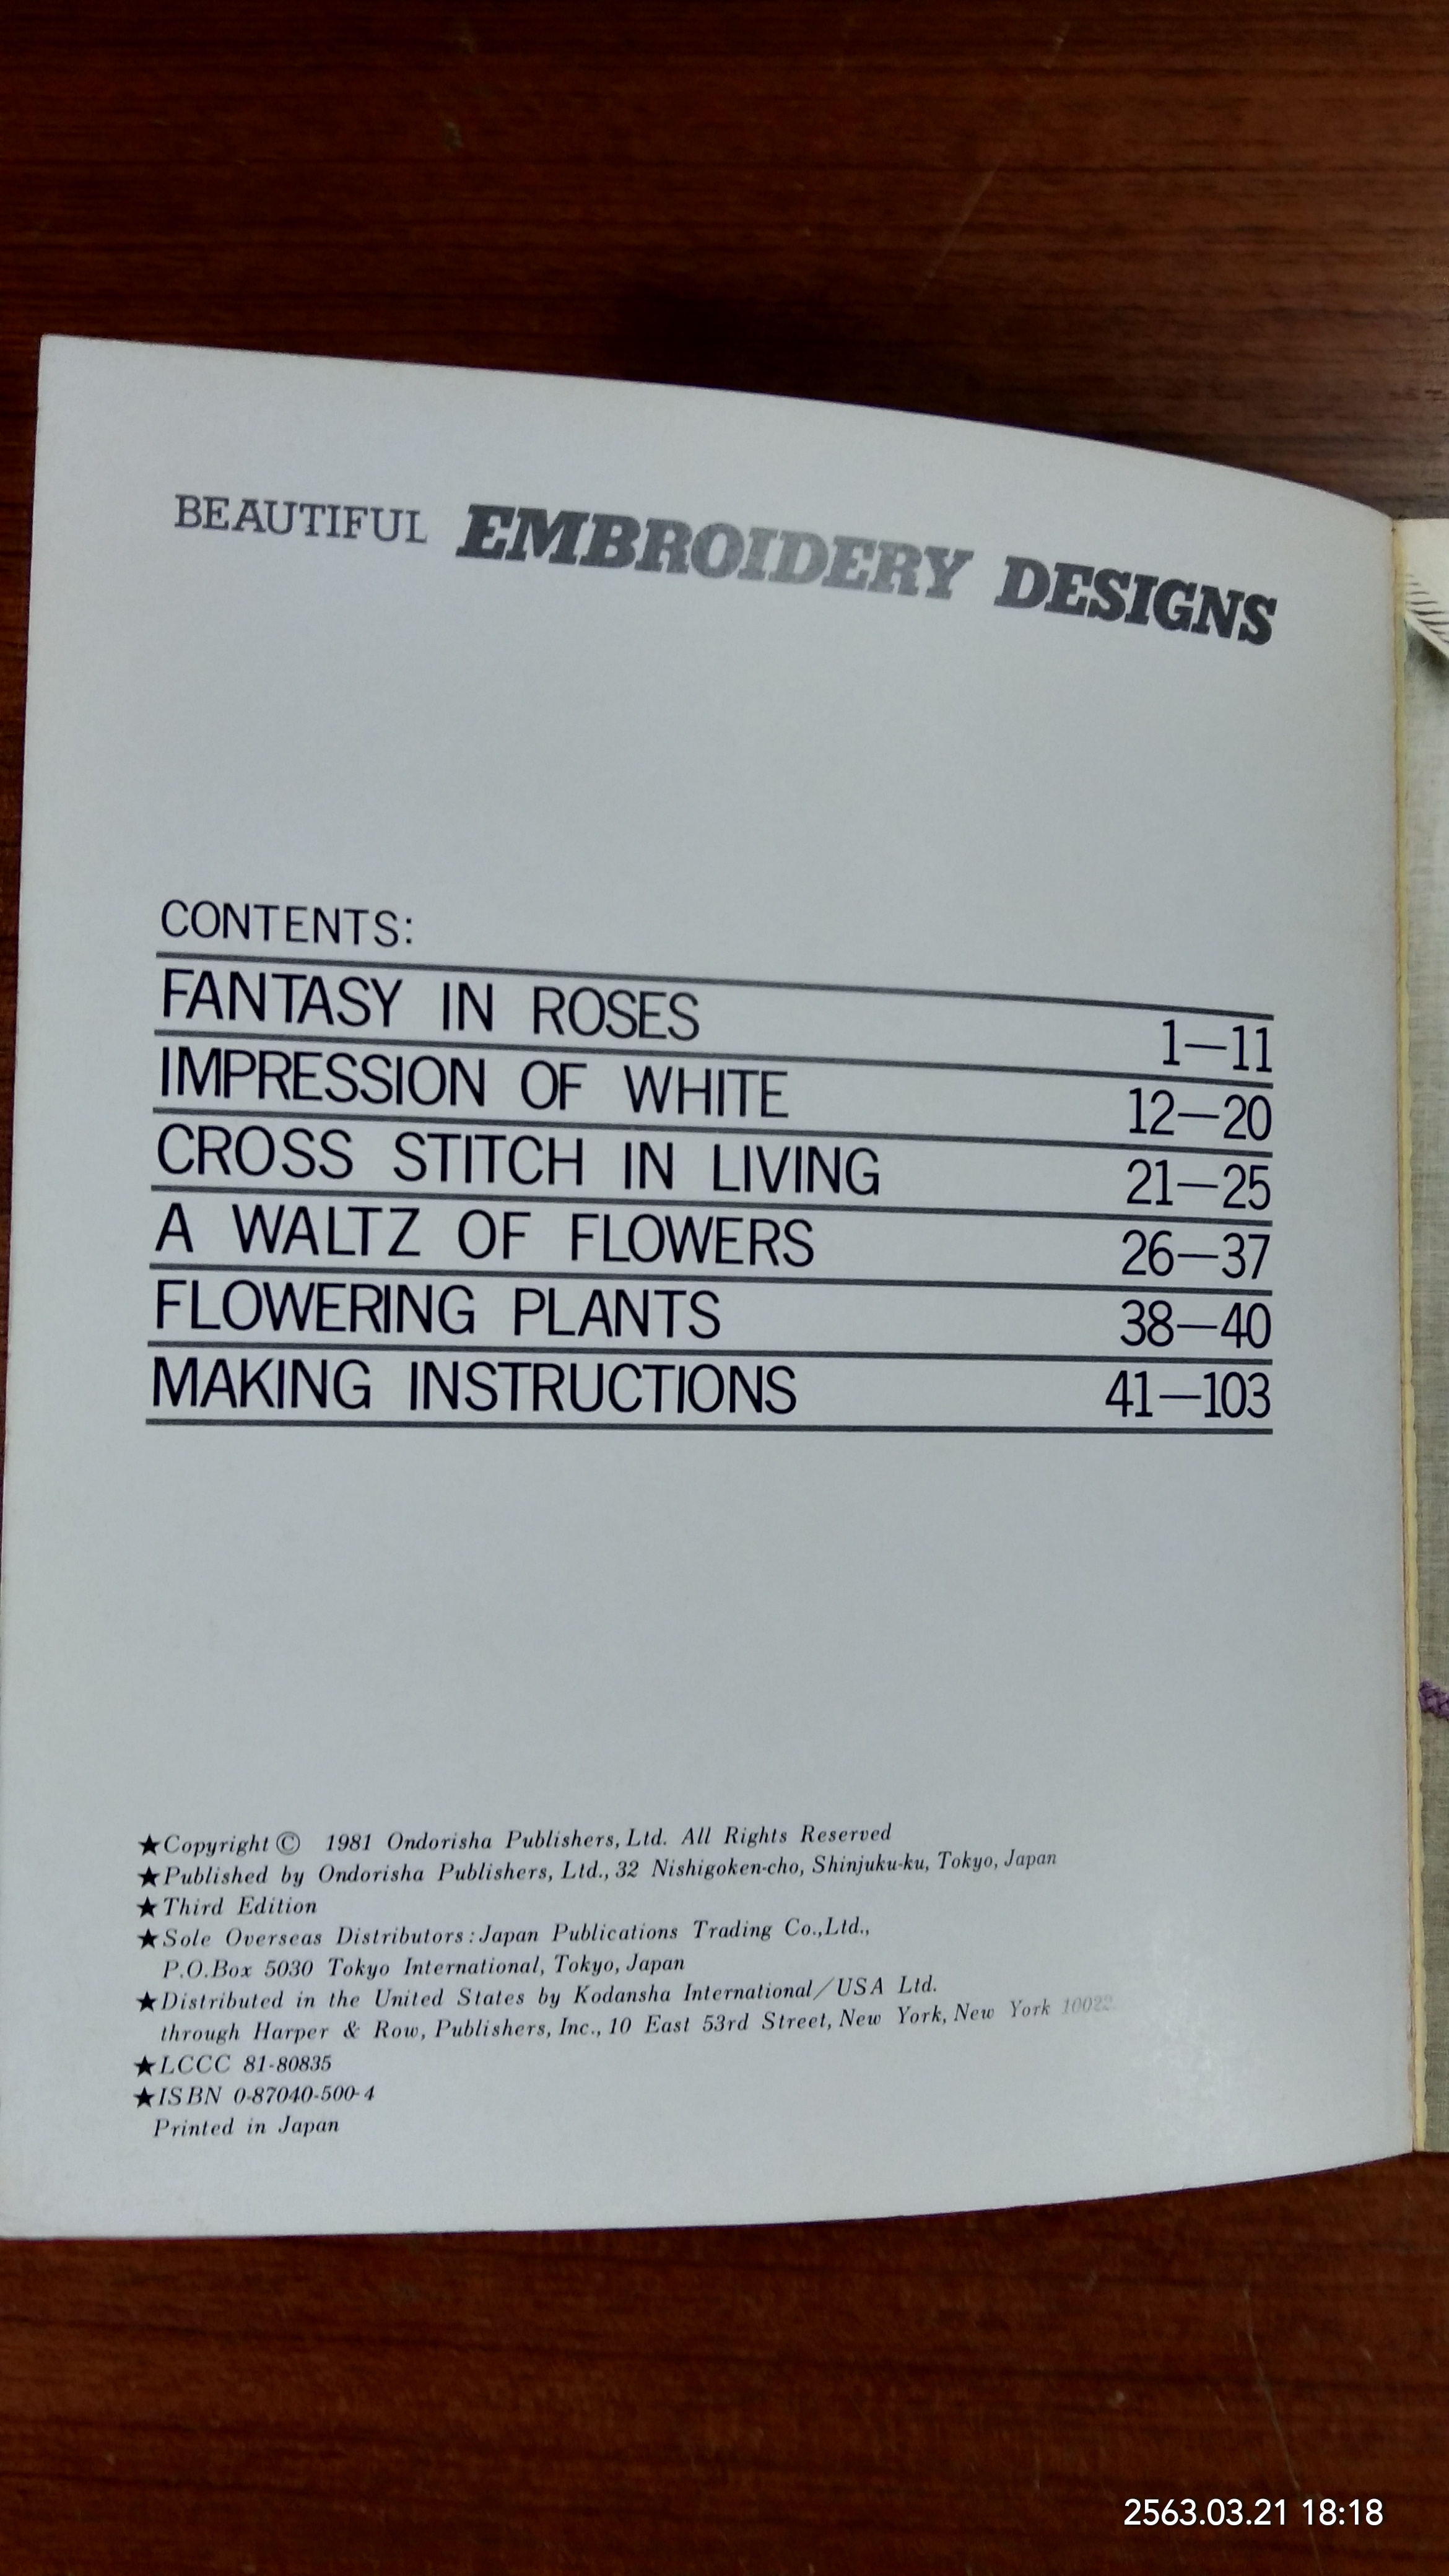 BEAUTIFUL EMBROIDERY DESIGNS
CONTENTS:
FANTASY IN ROSES 1—11
IMPRESSION OF WHITE 12—20
CROSS STITCH IN LIVING 21—25
A WALTZ OF FLOWERS 26—37
FLOWERING PLANTS 38—40
MAKING INSTRUCTIONS 41—103
★Copyright © 1981 Ondorisha Publishers, Ltd. All Rights Reserved
★Published by Ondorisha Publishers, Ltd., 32 Nishigoken-cho, Shinjuku-ku, Tokyo, Japan
★Third Edition
★Sole Overseas Distributors: Japan Publications Trading Co., Ltd.,
P.O.Box 5030 Tokyo International, Tokyo, Japan
★Distributed in the United States by Kodansha International/USA Ltd.
through Harper & Row, Publishers, Inc., 10 East 53rd Street, New York, New York 10022.
★LCCC 81-80835
★ISBN 0-87040-500-4
Printed in Japan
2563.03.21 18:18